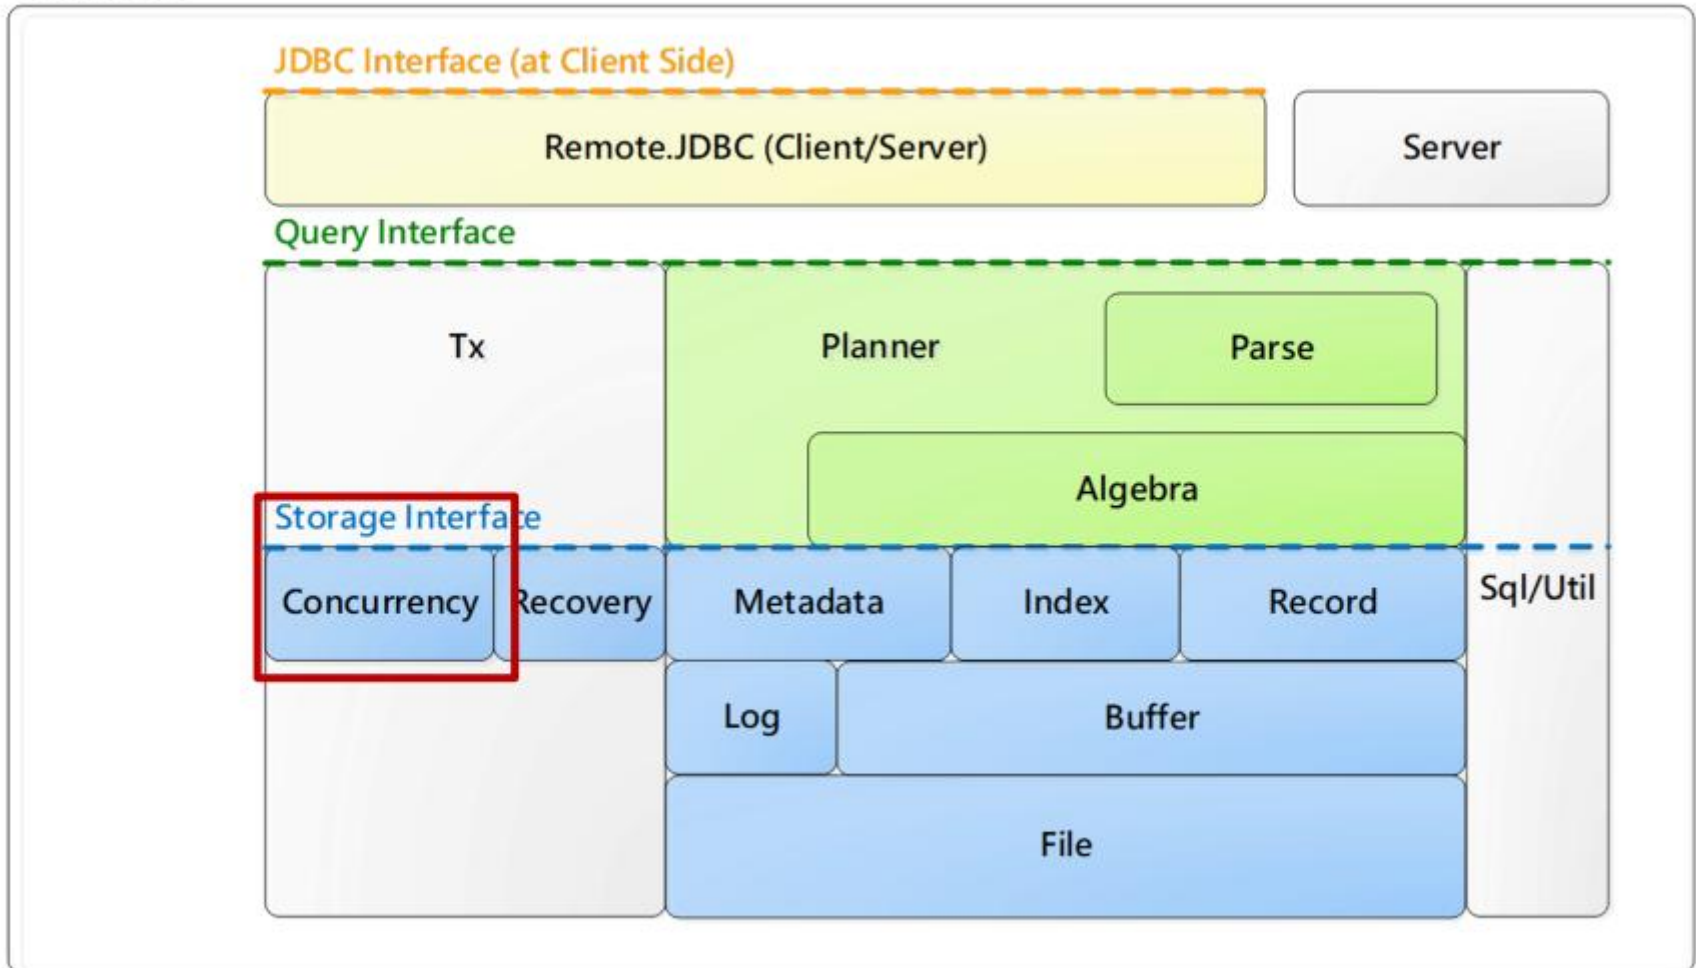 JDBC Interface (at Client Side)
Remote.JDBC (Client/Server)
Server
Query Interface
Tx
Planner
Parse
Algebra
Storage Interface
Concurrency
Recovery
Metadata
Index
Record
Sql/Util
Log
Buffer
File